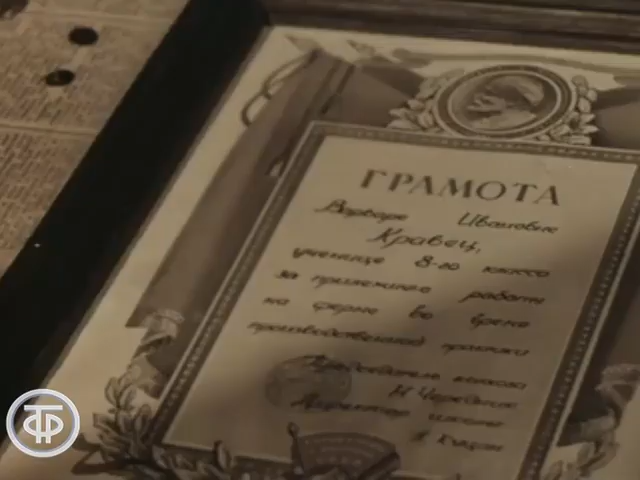 ГРАМОТА
Варваре Ивановне
Кравец,
ученице 8-го класса
за прилежную работу
на ферме во время
производственной практики
Председатель колхоза
Директор школы